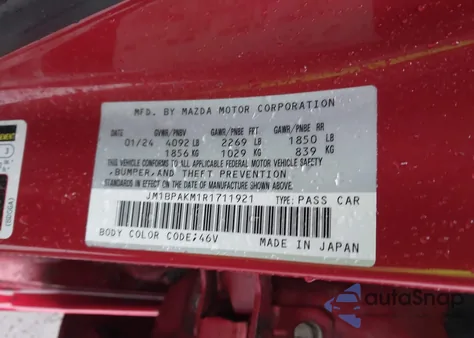 MFD. BY MAZDA MOTOR CORPORATION
DATE GVWR/PNBV GAWR/PNBE FRT GAWR/PNBE RR
01/24 4092 LB 2269 LB 1850 LB
1856 KG 1029 KG 839 KG
THIS VEHICLE CONFORMS TO ALL APPLICABLE FEDERAL MOTOR VEHICLE SAFETY,
,BUMPER,AND THEFT PREVENTION
STANDARDS IN EFFECT ON THE DATE OF MANUFACTURE SHOWN ABOVE.
JM1BPAKM1R1711921 TYPE: PASS CAR
BODY COLOR CODE;46V MADE IN JAPAN
autoSnap